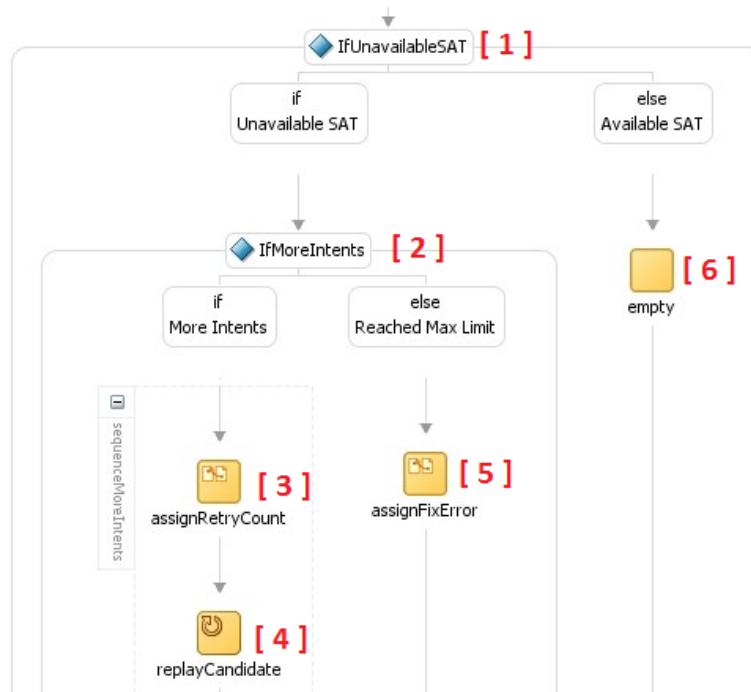 IfUnavailableSAT [ 1 ]
if
Unavailable SAT
else
Available SAT
IfMoreIntents [ 2 ]
[ 6 ]
empty
if
More Intents
else
Reached Max Limit
sequenceMoreIntents
[ 3 ]
assignRetryCount
[ 5 ]
assignFixError
[ 4 ]
replayCandidate